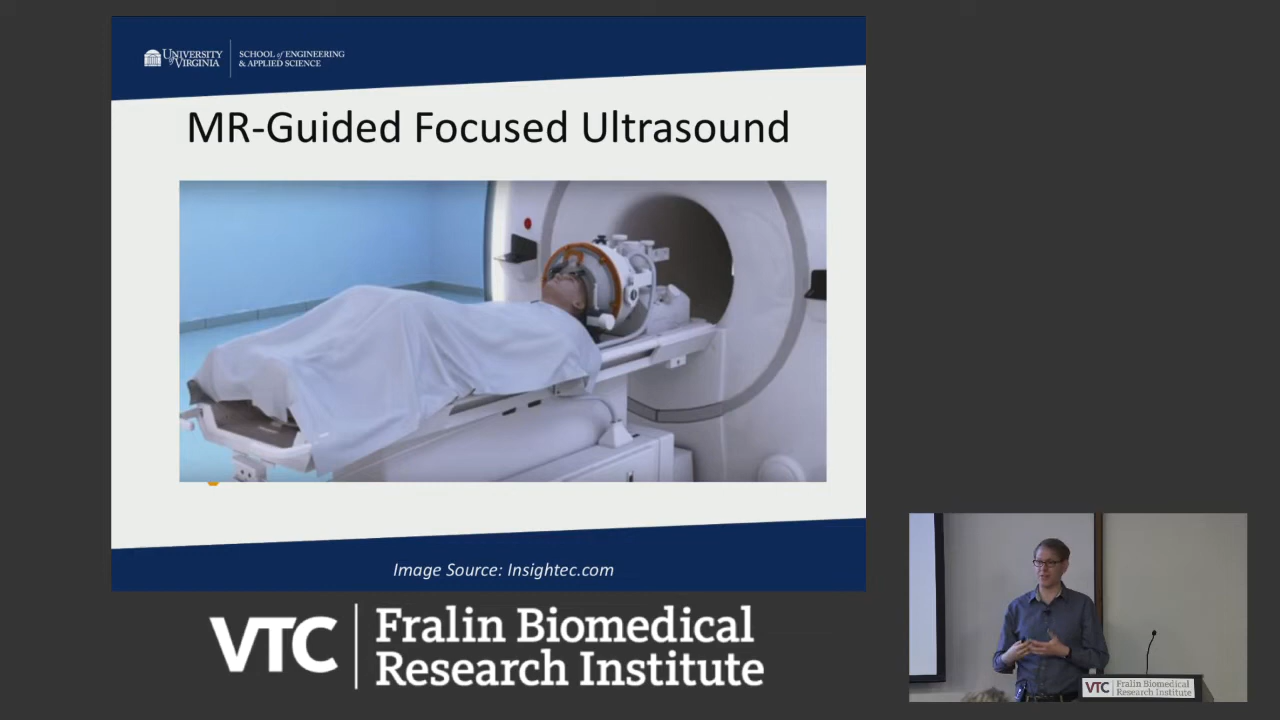 UNIVERSITY
of VIRGINIA
SCHOOL of ENGINEERING
& APPLIED SCIENCE
MR-Guided Focused Ultrasound
Image Source: Insightec.com
VTC
Fralin Biomedical
Research Institute
VTC
Fralin Biomedical
Research Institute